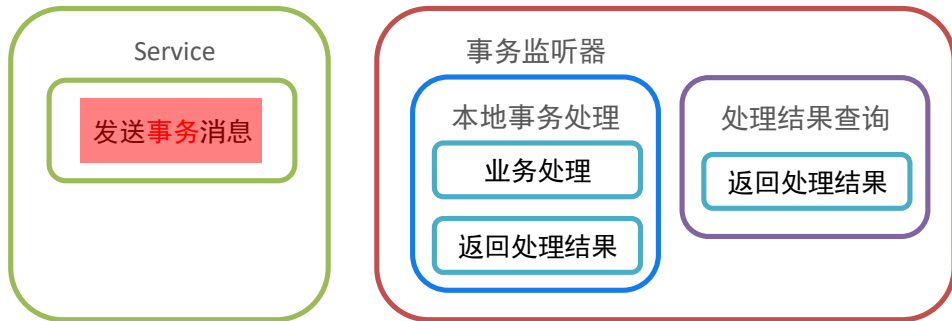 Service
发送事务消息
事务监听器
本地事务处理
业务处理
返回处理结果
处理结果查询
返回处理结果